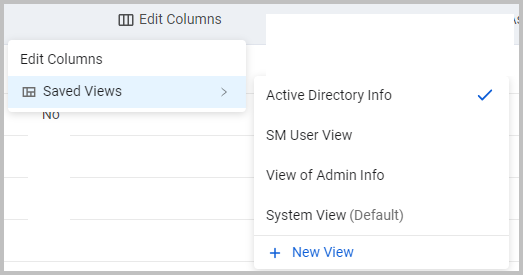 Edit Columns
Edit Columns
Saved Views
No
Active Directory Info
SM User View
View of Admin Info
System View (Default)
+ New View